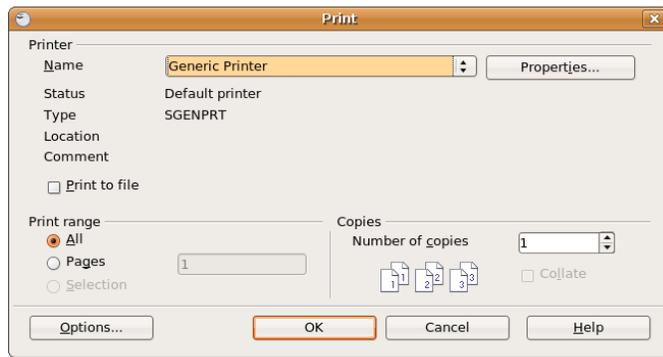 Print
Printer
Name Generic Printer Properties...
Status Default printer
Type SGENPRT
Location
Comment
Print to file
Print range
All
Pages 1
Selection
Copies
Number of copies 1
1 1 2 2 3 3
Collate
Options... OK Cancel Help